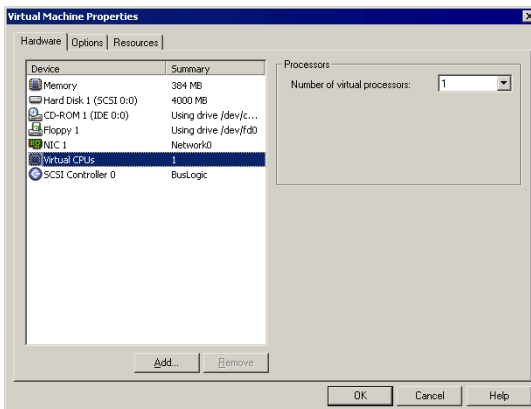 Virtual Machine Properties
Hardware Options Resources
Device Summary
Memory 384 MB
Hard Disk 1 (SCSI 0:0) 4000 MB
CD-ROM 1 (IDE 0:0) Using drive /dev/c...
Floppy 1 Using drive /dev/fd0
NIC 1 Network0
Virtual CPUs 1
SCSI Controller 0 BusLogic
Processors
Number of virtual processors: 1
Add... Remove
OK Cancel Help